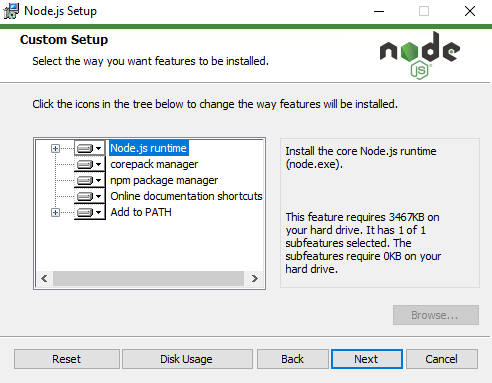 Node.js Setup
Custom Setup
Select the way you want features to be installed.
node
JS
Click the icons in the tree below to change the way features will be installed.
Node.js runtime
corepack manager
npm package manager
Online documentation shortcuts
Add to PATH
Install the core Node.js runtime
(node.exe).
This feature requires 3467KB on
your hard drive. It has 1 of 1
subfeatures selected. The
subfeatures require 0KB on your
hard drive.
Browse...
Reset
Disk Usage
Back
Next
Cancel